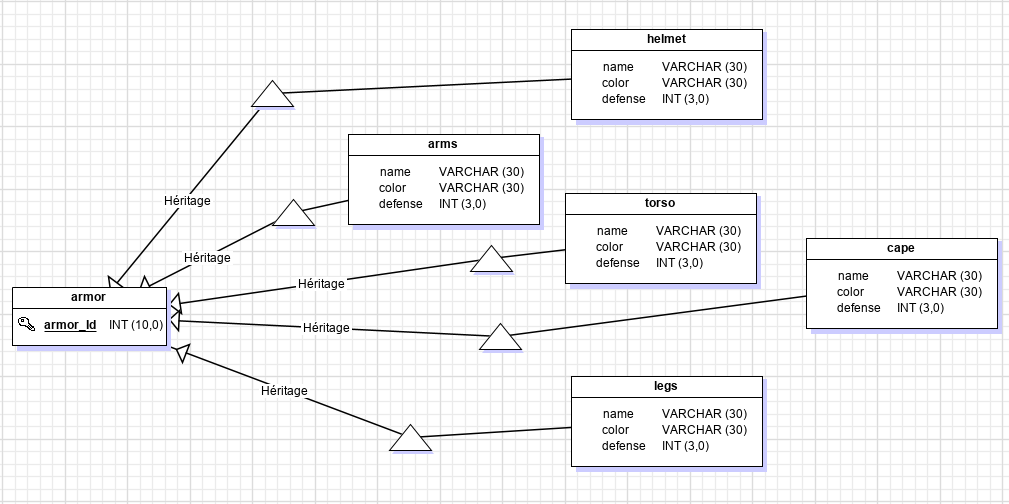 helmet
name VARCHAR (30)
color VARCHAR (30)
defense INT (3,0)
arms
name VARCHAR (30)
color VARCHAR (30)
defense INT (3,0)
Héritage
torso
name VARCHAR (30)
color VARCHAR (30)
defense INT (3,0)
Héritage
cape
name VARCHAR (30)
color VARCHAR (30)
defense INT (3,0)
Héritage
armor
armor_Id INT (10,0)
Héritage
legs
name VARCHAR (30)
color VARCHAR (30)
defense INT (3,0)
Héritage